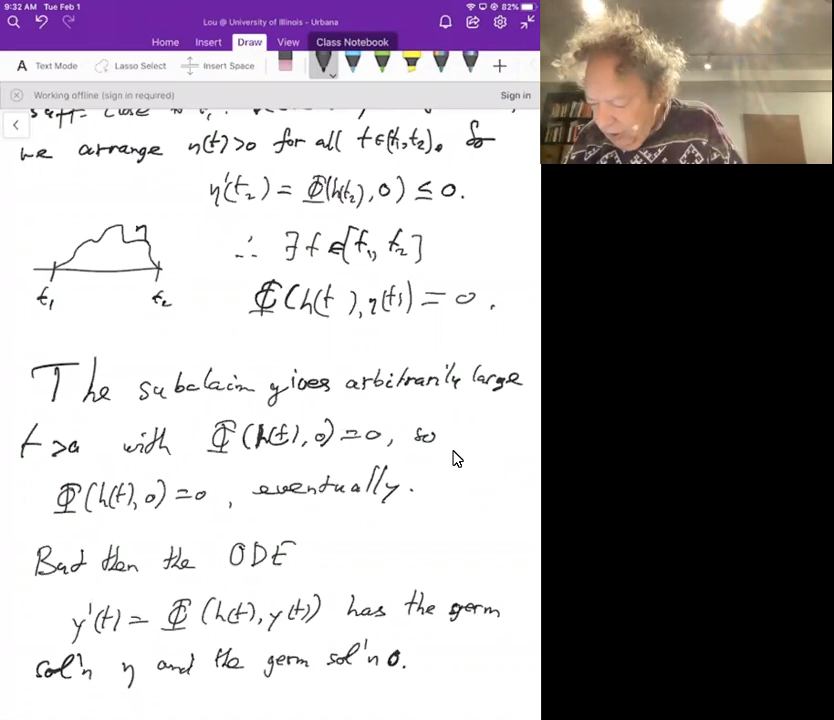 9:32 AM Tue Feb 1
Lou @ University of Illinois - Urbana
82%
Home Insert Draw View Class Notebook
Text Mode Lasso Select Insert Space
Working offline (sign in required) Sign in
we arrange η(t)>0 for all t∈(t₁,t₂). So
η'(t₂) = Φ(h(t₂),0) ≤ 0.
η
∴ ∃t∈[t₁,t₂]
t₁ t₂
Φ(h(t),η(t)) = 0.
The subclaim gives arbitrarily large
t>a with Φ(h(t),0)=0, so
Φ(h(t),0)=0, eventually.
But then the ODE
y'(t) = Φ(h(t),y(t)) has the germ
sol'n η and the germ sol'n 0.